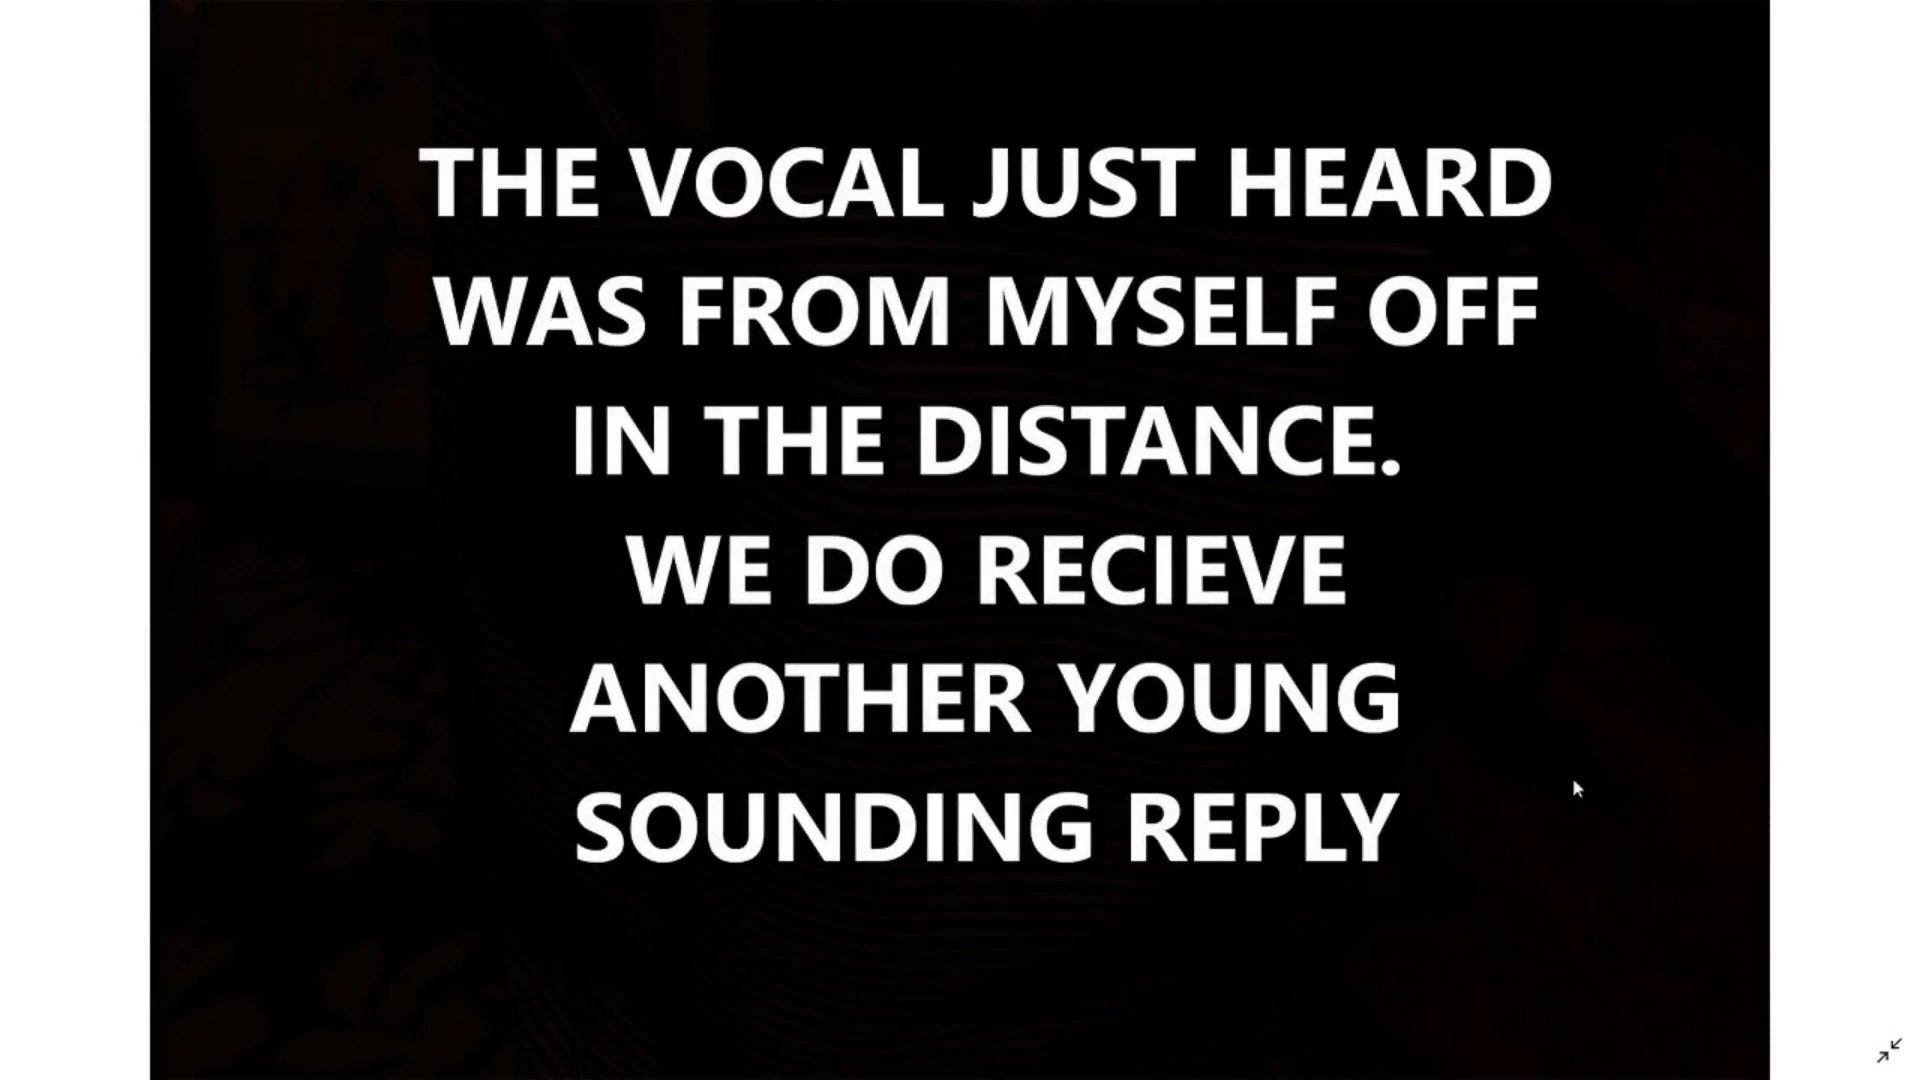 THE VOCAL JUST HEARD
WAS FROM MYSELF OFF
IN THE DISTANCE.
WE DO RECIEVE
ANOTHER YOUNG
SOUNDING REPLY